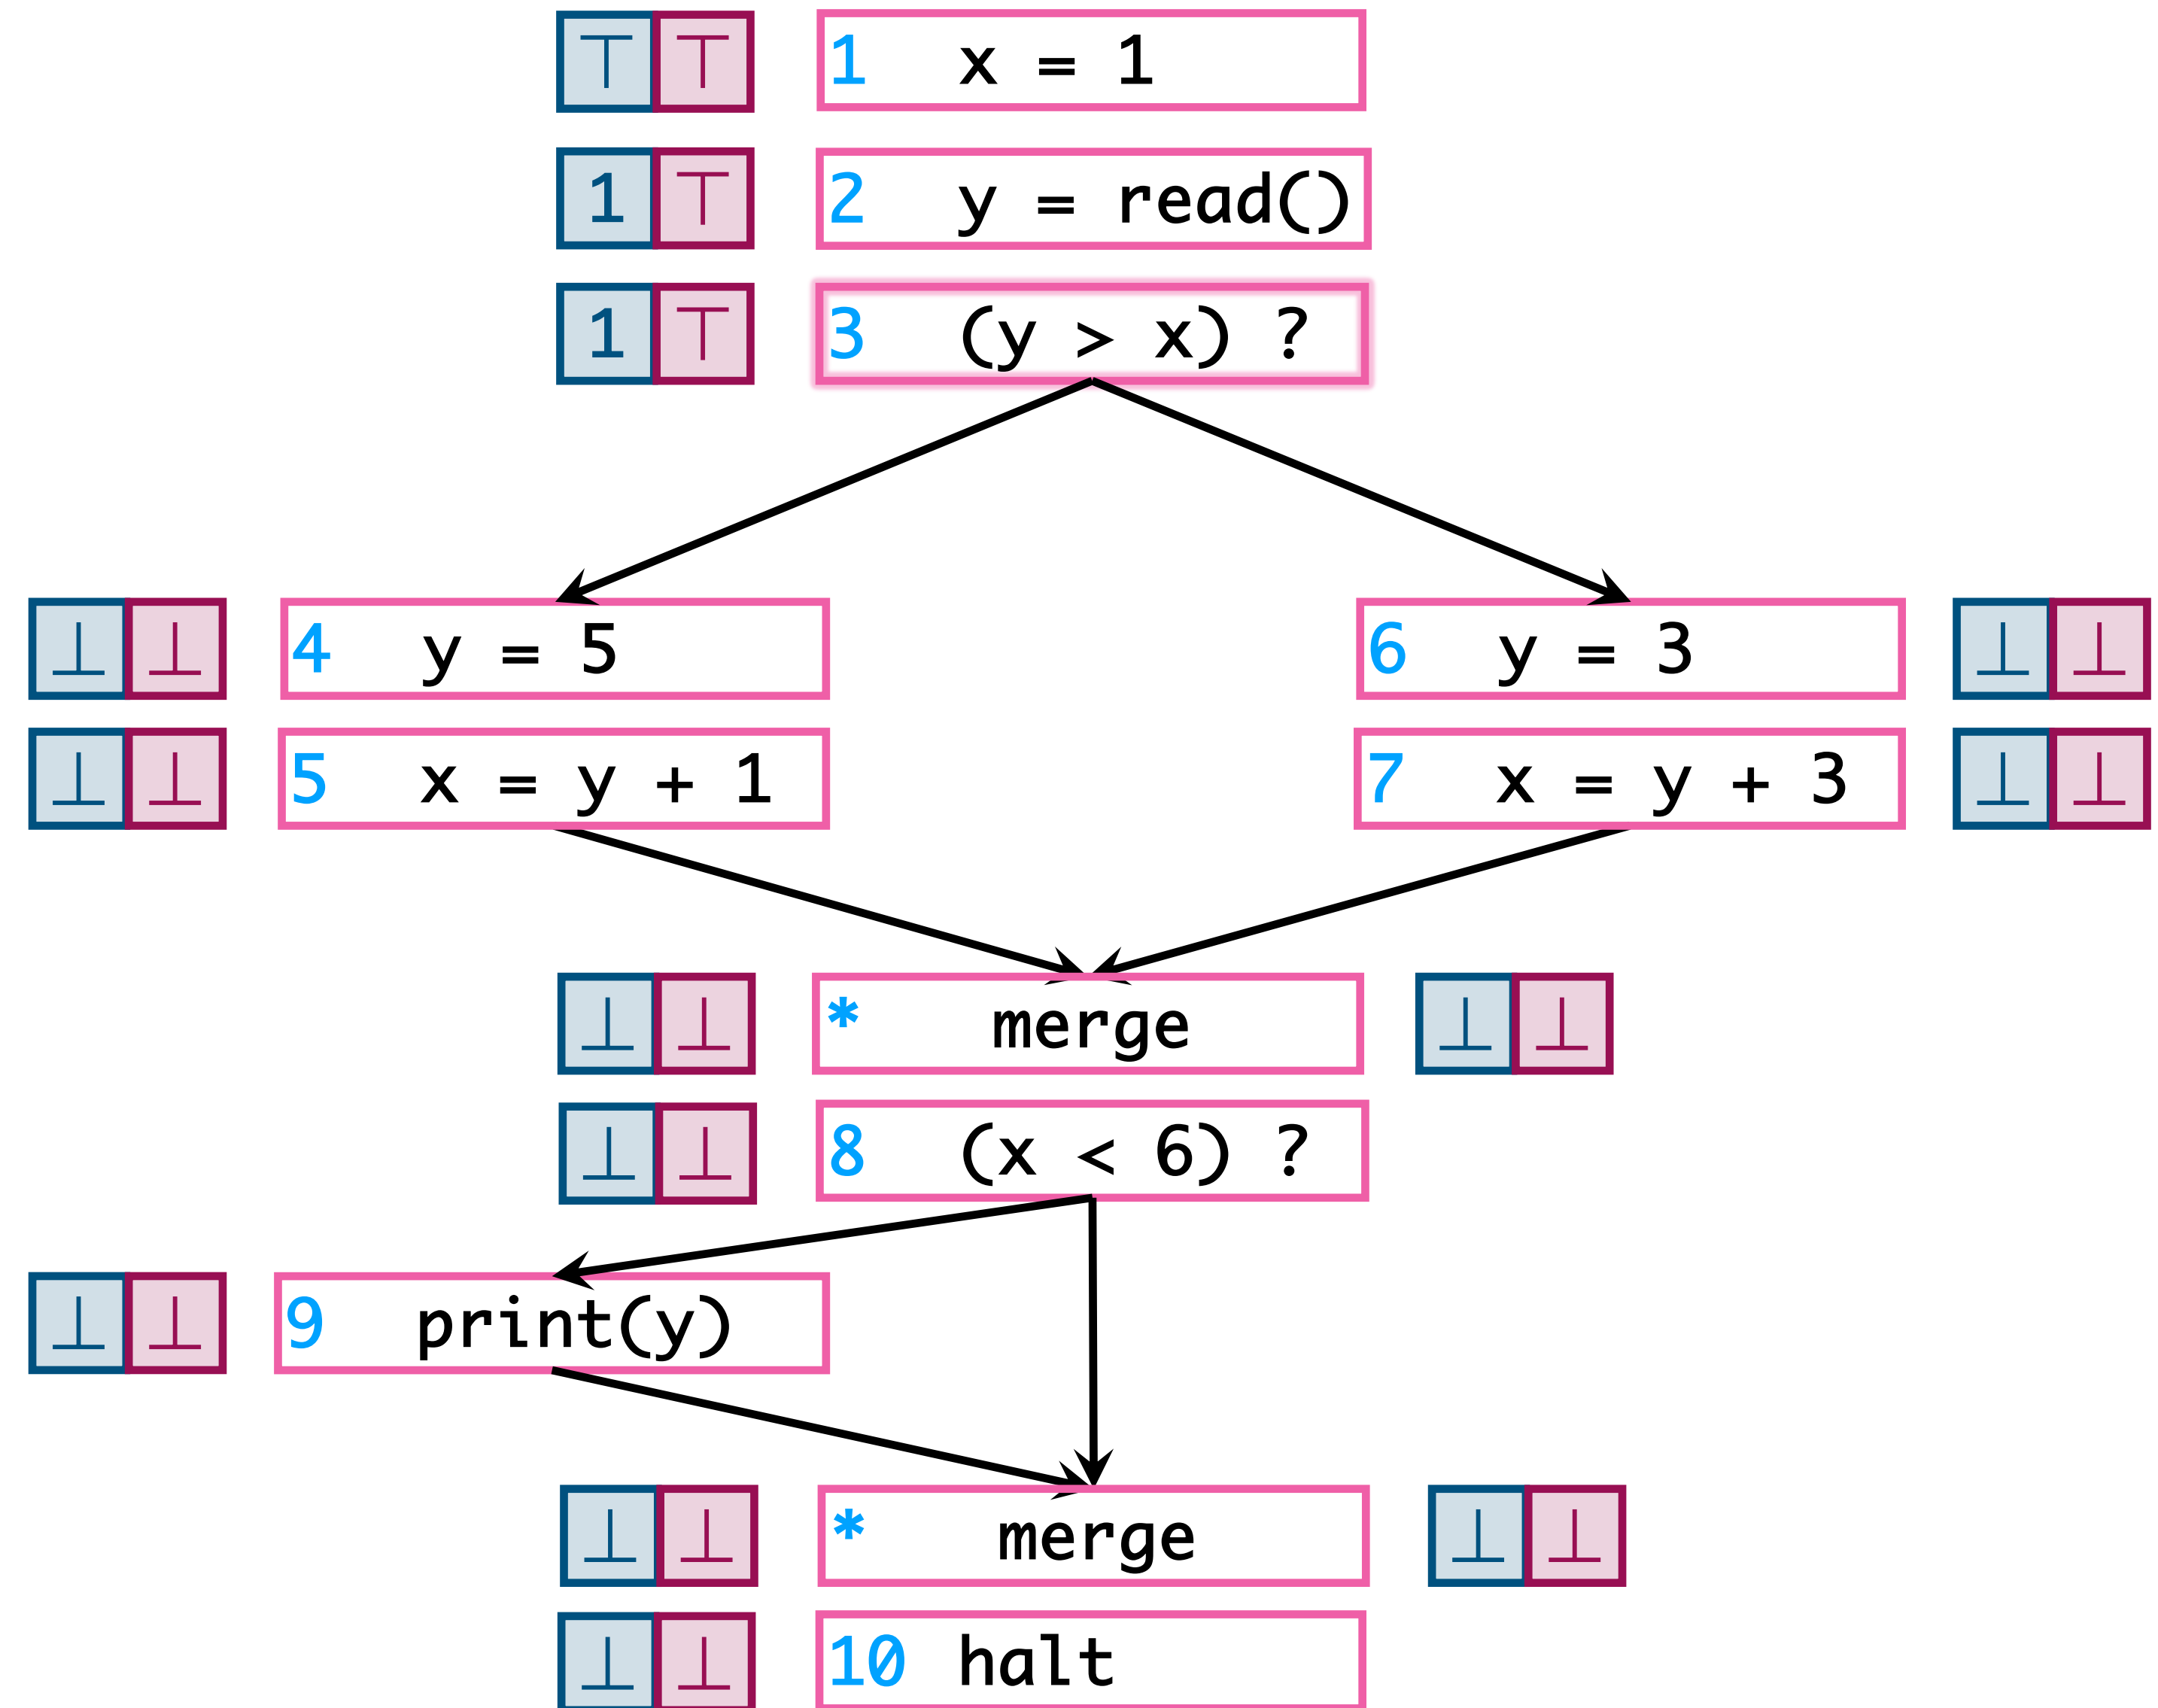 ⊤ ⊤ 1 x = 1
1 ⊤ 2 y = read()
1 ⊤ 3 (y > x) ?
⊥ ⊥ 4 y = 5
6 y = 3 ⊥ ⊥
⊥ ⊥ 5 x = y + 1
7 x = y + 3 ⊥ ⊥
⊥ ⊥ * merge ⊥ ⊥
⊥ ⊥ 8 (x < 6) ?
⊥ ⊥ 9 print(y)
⊥ ⊥ * merge ⊥ ⊥
⊥ ⊥ 10 halt